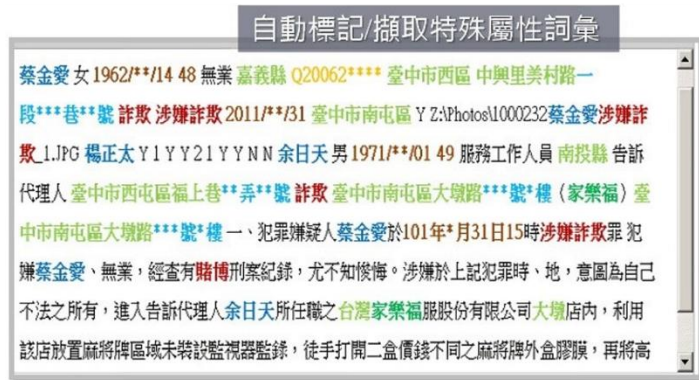 自動標記/擷取特殊屬性詞彙
蔡金愛 女 1962/**/14 48 無業 嘉義縣 Q20062**** 臺中市西區 中興里美村路一
段***巷**號 詐欺 涉嫌詐欺 2011/**/31 臺中市南屯區 Y Z:\Photos\1000232蔡金愛涉嫌詐
欺_1.JPG 楊正太 Y 1 Y Y 2 1 Y Y N N 余日天 男 1971/**/01 49 服務工作人員 南投縣 告訴
代理人 臺中市西屯區福上巷**弄**號 詐欺 臺中市南屯區大墩路***號*樓（家樂福）臺
中市南屯區大墩路***號*樓 一、犯罪嫌疑人蔡金愛於101年*月31日15時涉嫌詐欺罪 犯
嫌蔡金愛、無業，經查有賭博刑案紀錄，尤不知悛悔。涉嫌於上記犯罪時、地，意圖為自己
不法之所有，進入告訴代理人余日天所任職之台灣家樂福服股份有限公司大墩店內，利用
該店放置麻將牌區域未裝設監視器監錄，徒手打開二盒價錢不同之麻將牌外盒膠膜，再將高